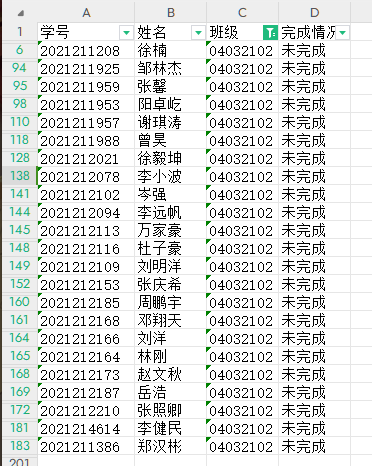 A B C D
1 学号 姓名 班级 完成情况
6 2021211208 徐楠 04032102 未完成
94 2021211925 邹林杰 04032102 未完成
95 2021211959 张馨 04032102 未完成
98 2021211953 阳卓屹 04032102 未完成
110 2021211957 谢琪涛 04032102 未完成
118 2021211988 曾昊 04032102 未完成
128 2021212021 徐毅坤 04032102 未完成
138 2021212078 李小波 04032102 未完成
141 2021212102 岑强 04032102 未完成
144 2021212094 李远帆 04032102 未完成
145 2021212113 万家豪 04032102 未完成
148 2021212116 杜子豪 04032102 未完成
149 2021212109 刘明洋 04032102 未完成
152 2021212153 张庆希 04032102 未完成
160 2021212185 周鹏宇 04032102 未完成
161 2021212168 邓翔天 04032102 未完成
164 2021212166 刘洋 04032102 未完成
165 2021212164 林刚 04032102 未完成
168 2021212173 赵文秋 04032102 未完成
169 2021212187 岳浩 04032102 未完成
172 2021212210 张照卿 04032102 未完成
181 2021214614 李健民 04032102 未完成
183 2021211386 郑汉彬 04032102 未完成
201